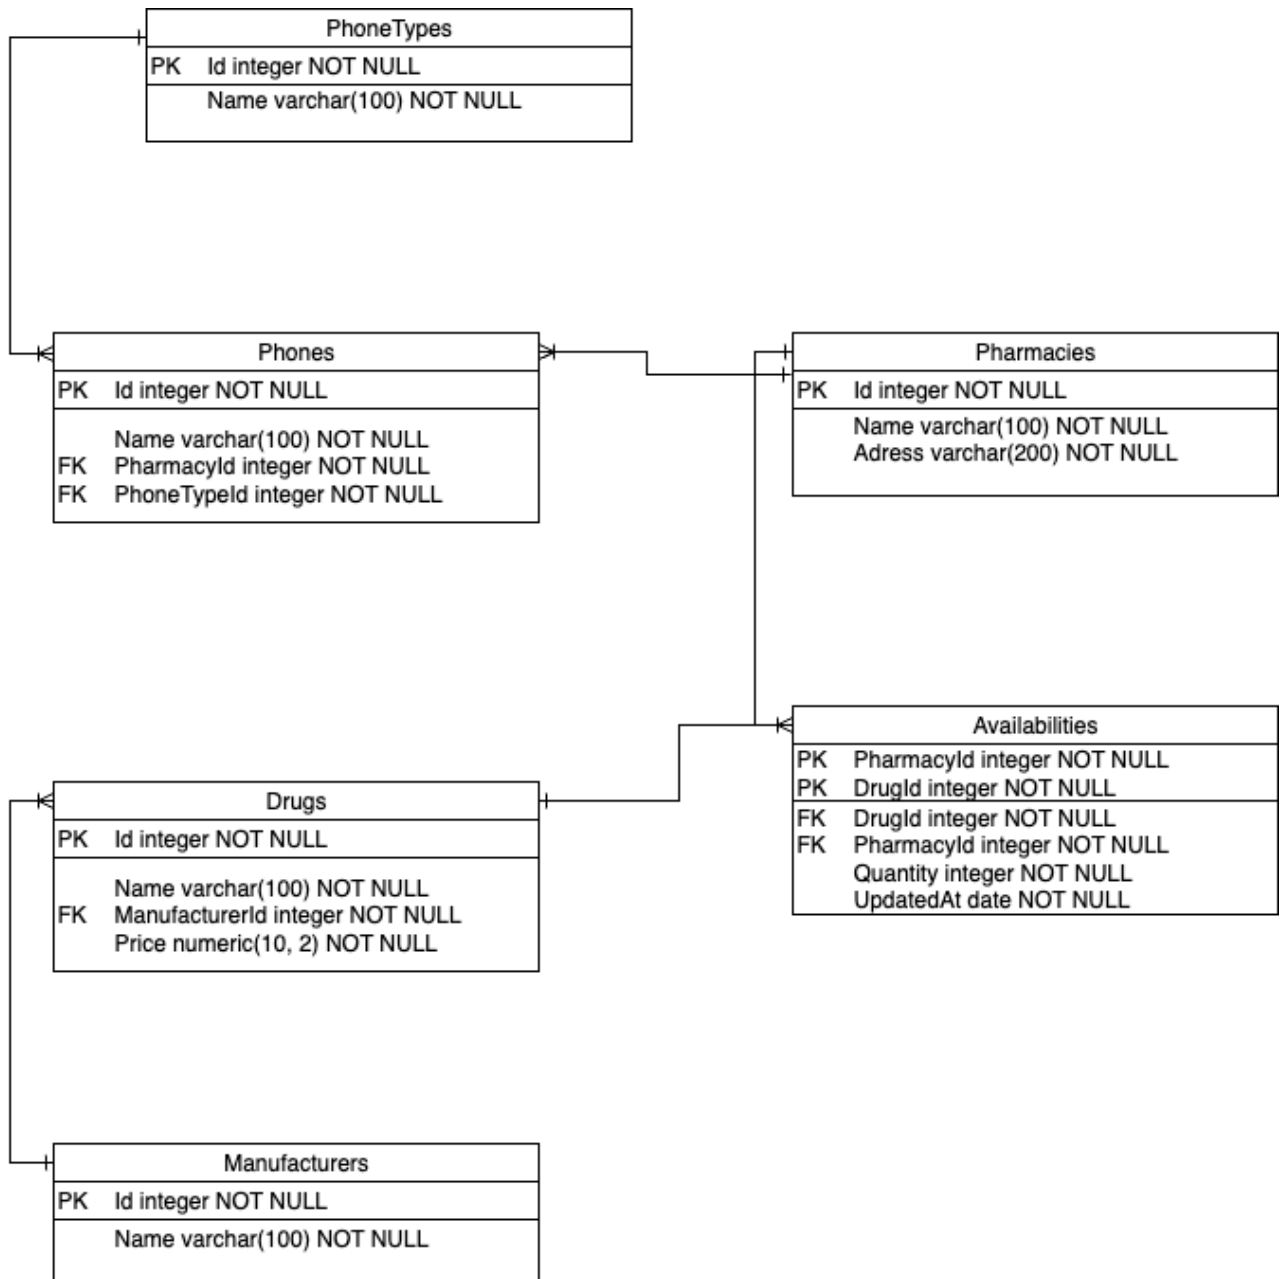 PhoneTypes
PK Id integer NOT NULL
Name varchar(100) NOT NULL
Phones
PK Id integer NOT NULL
Name varchar(100) NOT NULL
FK PharmacyId integer NOT NULL
FK PhoneTypeId integer NOT NULL
Pharmacies
PK Id integer NOT NULL
Name varchar(100) NOT NULL
Adress varchar(200) NOT NULL
Availabilities
PK PharmacyId integer NOT NULL
PK DrugId integer NOT NULL
FK DrugId integer NOT NULL
FK PharmacyId integer NOT NULL
Quantity integer NOT NULL
UpdatedAt date NOT NULL
Drugs
PK Id integer NOT NULL
Name varchar(100) NOT NULL
FK ManufacturerId integer NOT NULL
Price numeric(10, 2) NOT NULL
Manufacturers
PK Id integer NOT NULL
Name varchar(100) NOT NULL